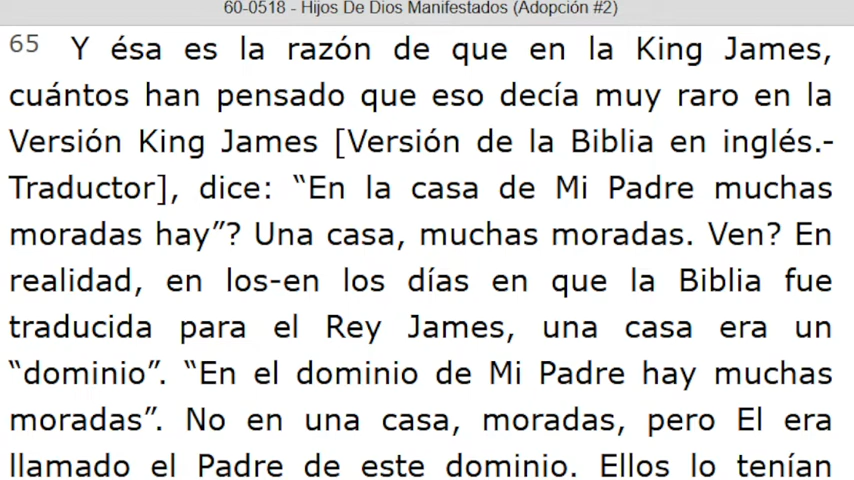 60-0518 - Hijos De Dios Manifestados (Adopción #2)
65 Y ésa es la razón de que en la King James,
cuántos han pensado que eso decía muy raro en la
Versión King James [Versión de la Biblia en inglés.-
Traductor], dice: “En la casa de Mi Padre muchas
moradas hay”? Una casa, muchas moradas. Ven? En
realidad, en los-en los días en que la Biblia fue
traducida para el Rey James, una casa era un
“dominio”. “En el dominio de Mi Padre hay muchas
moradas”. No en una casa, moradas, pero El era
llamado el Padre de este dominio. Ellos lo tenían